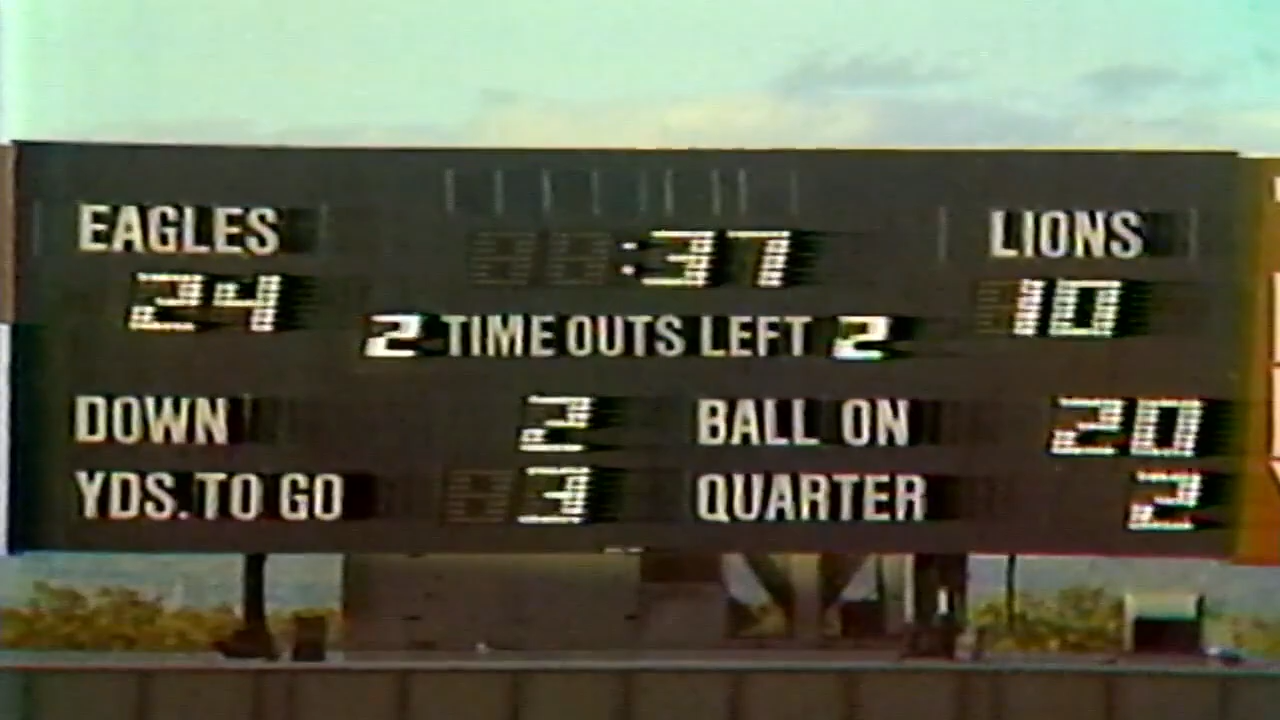 EAGLES :37 LIONS
24 10
2 TIME OUTS LEFT 2
DOWN 2 BALL ON 20
YDS. TO GO 3 QUARTER 2